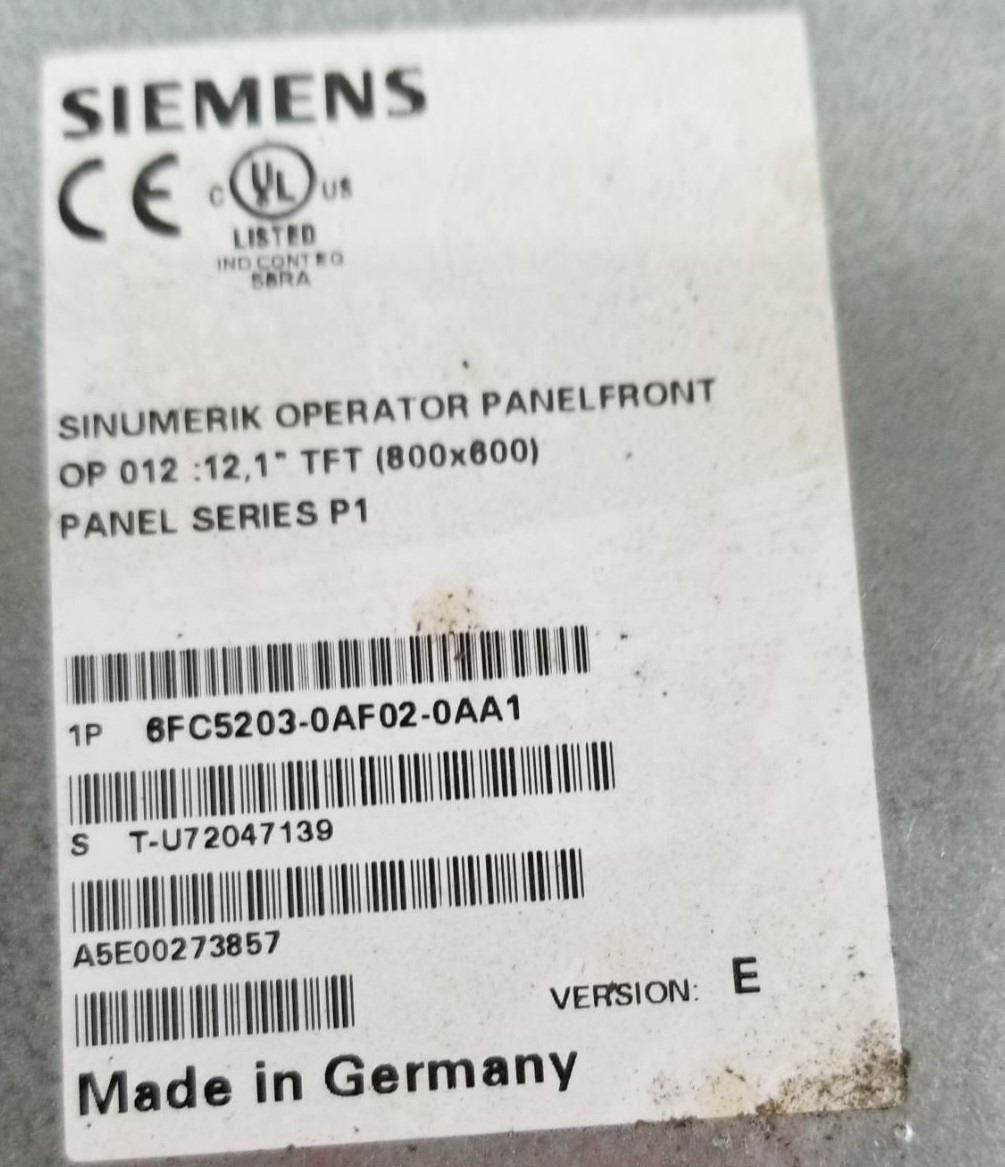 SIEMENS
CE
C UL US
LISTED
IND CONT EQ
58RA
SINUMERIK OPERATOR PANELFRONT
OP 012 :12,1" TFT (800x600)
PANEL SERIES P1
1P 6FC5203-0AF02-0AA1
S T-U72047139
A5E00273857
VERSION: E
Made in Germany